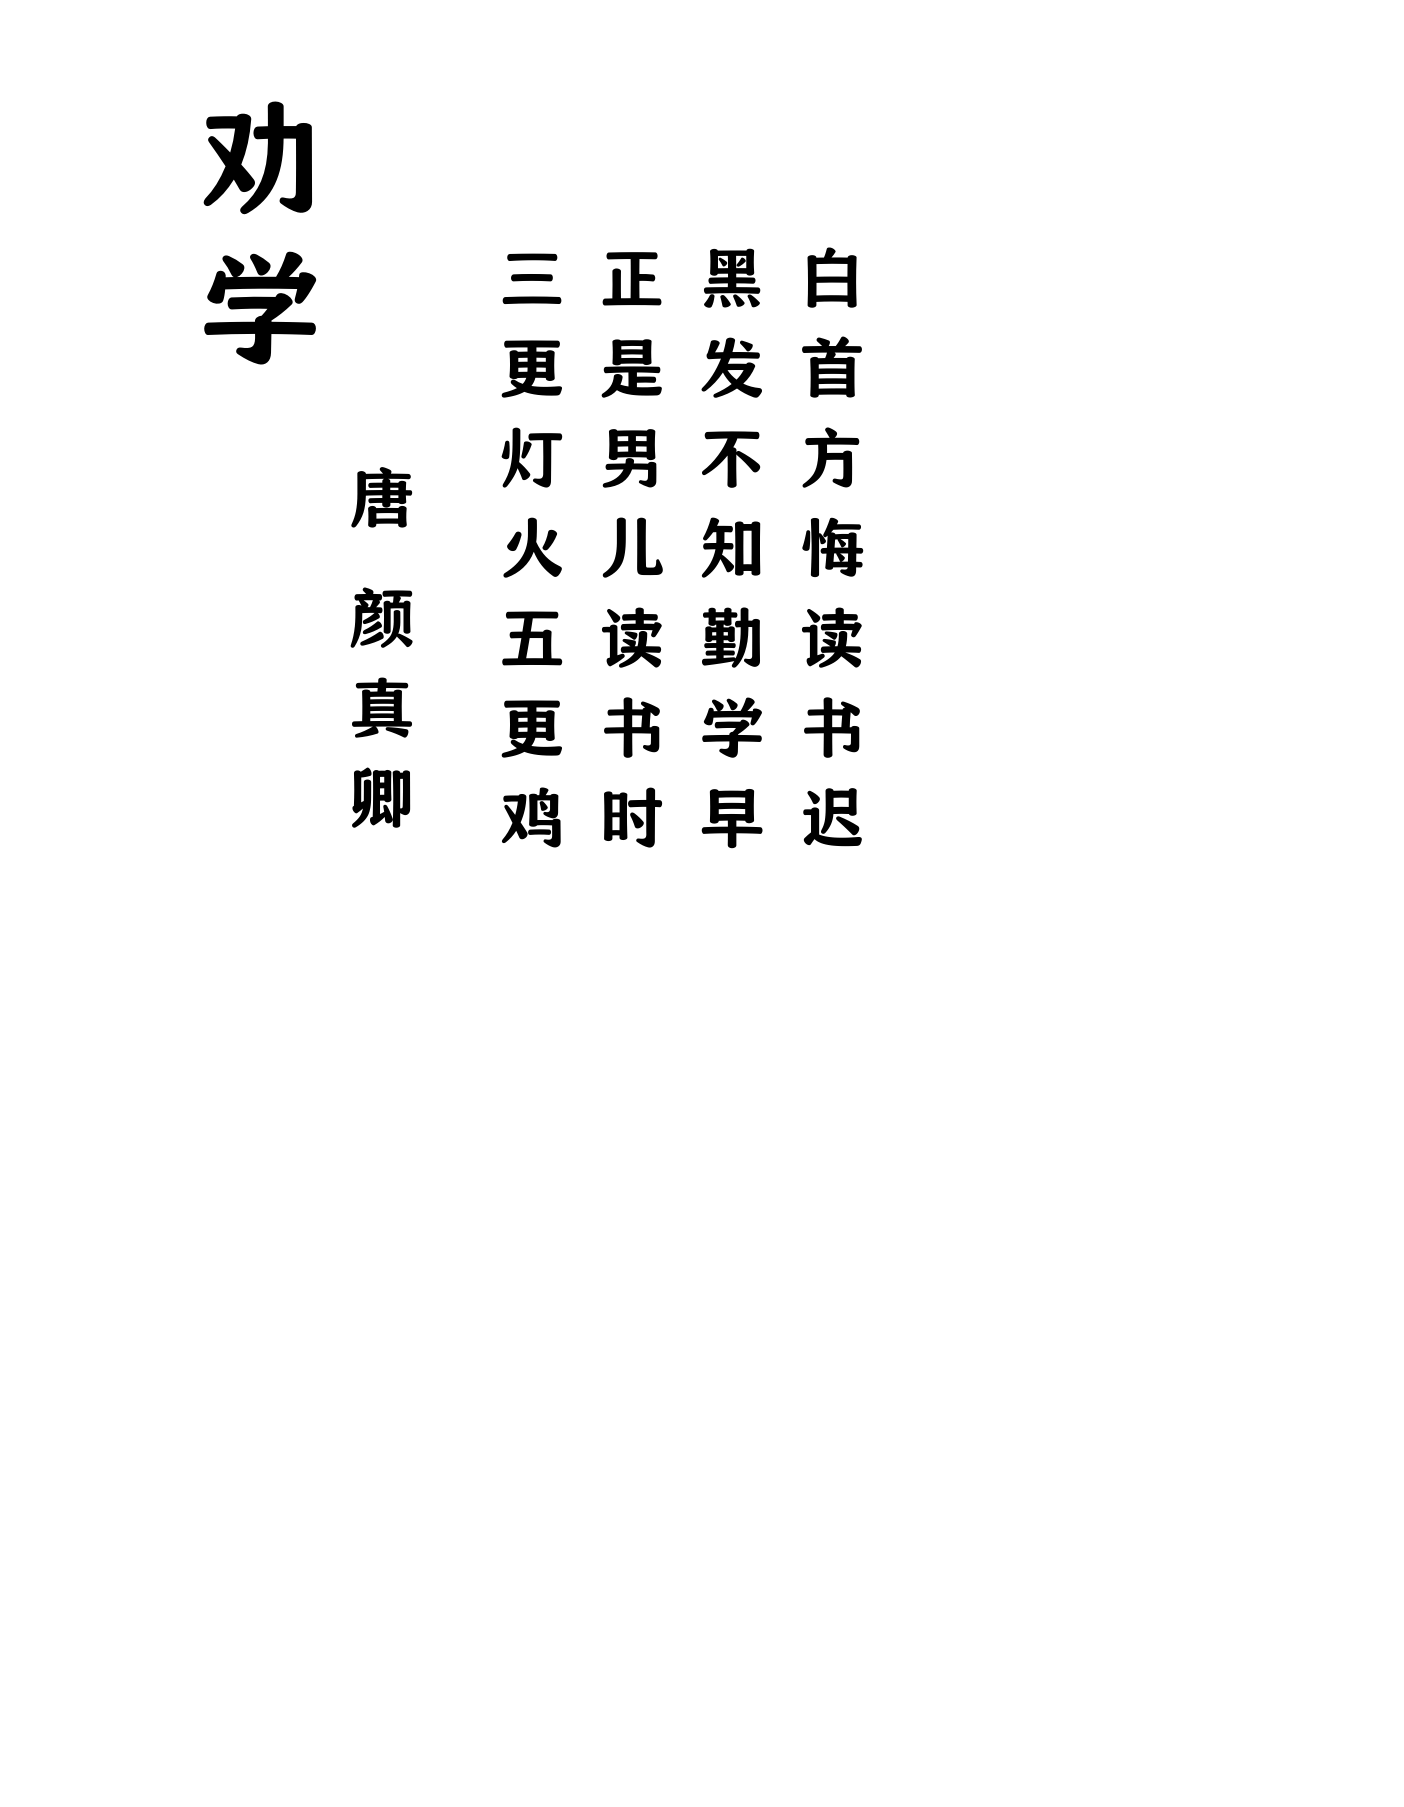 劝学
唐 颜真卿
三更灯火五更鸡
正是男儿读书时
黑发不知勤学早
白首方悔读书迟